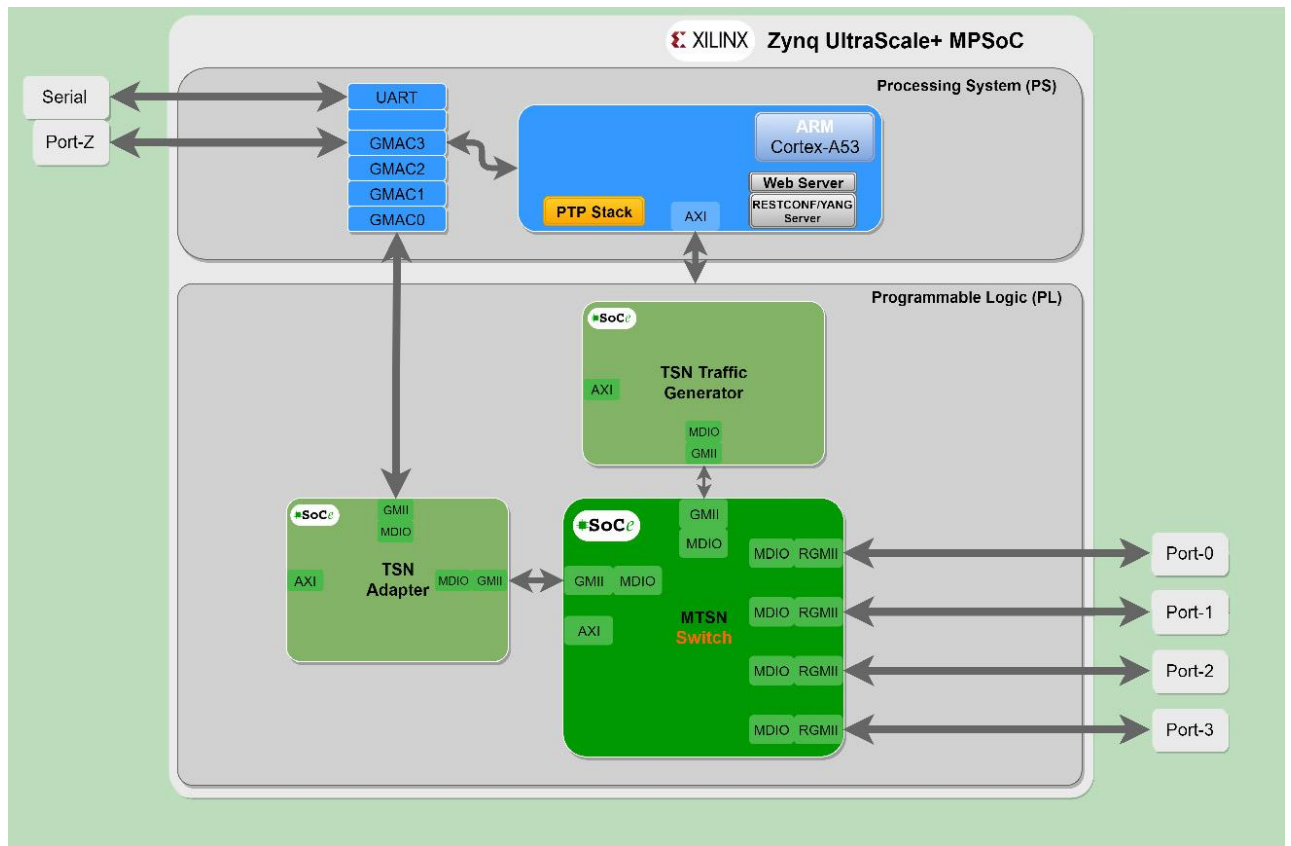 XILINX Zynq UltraScale+ MPSoC
Processing System (PS)
Serial
UART
Port-Z
GMAC3
GMAC2
GMAC1
GMAC0
ARM
Cortex-A53
Web Server
RESTCONF/YANG
Server
PTP Stack
AXI
Programmable Logic (PL)
SoCe
TSN Traffic
Generator
AXI
MDIO
GMII
SoCe
GMII
MDIO
TSN
Adapter
AXI
MDIO GMII
SoCe
GMII
MDIO
GMII MDIO
AXI
MTSN
Switch
MDIO RGMII
MDIO RGMII
MDIO RGMII
MDIO RGMII
Port-0
Port-1
Port-2
Port-3